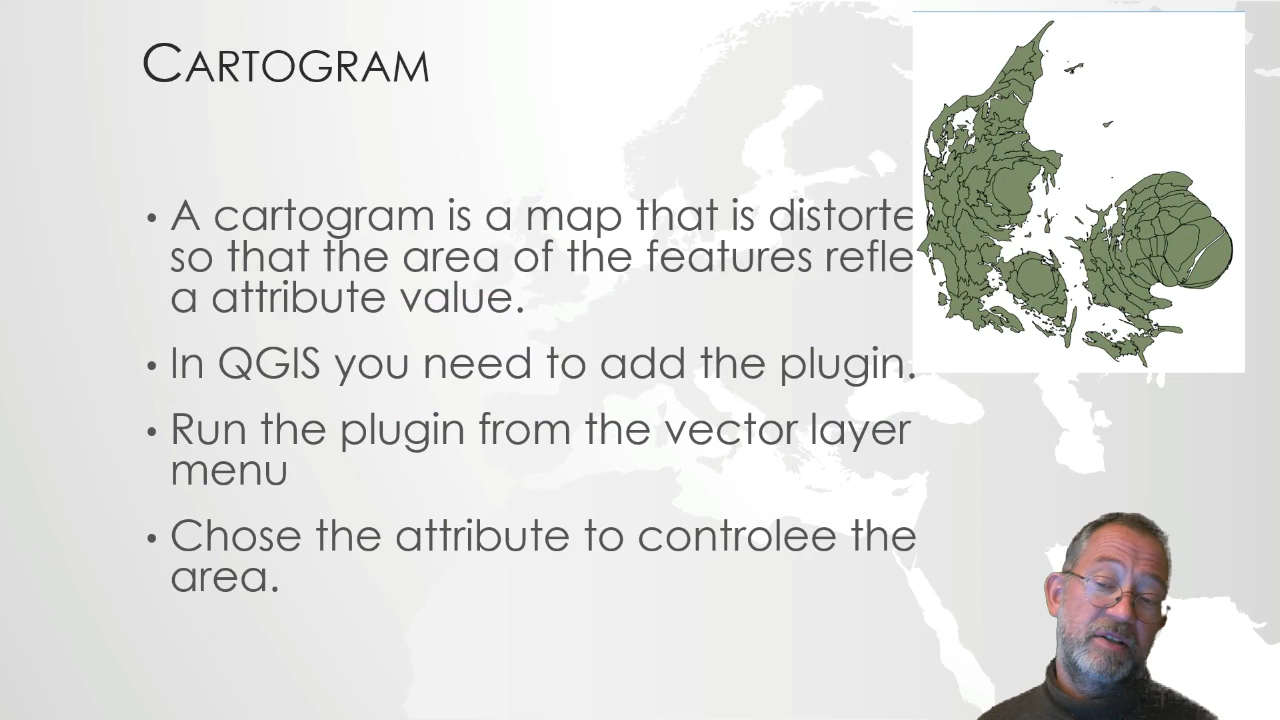 CARTOGRAM
• A cartogram is a map that is distorte
so that the area of the features refle
a attribute value.
• In QGIS you need to add the plugin.
• Run the plugin from the vector layer
menu
• Chose the attribute to controlee the
area.